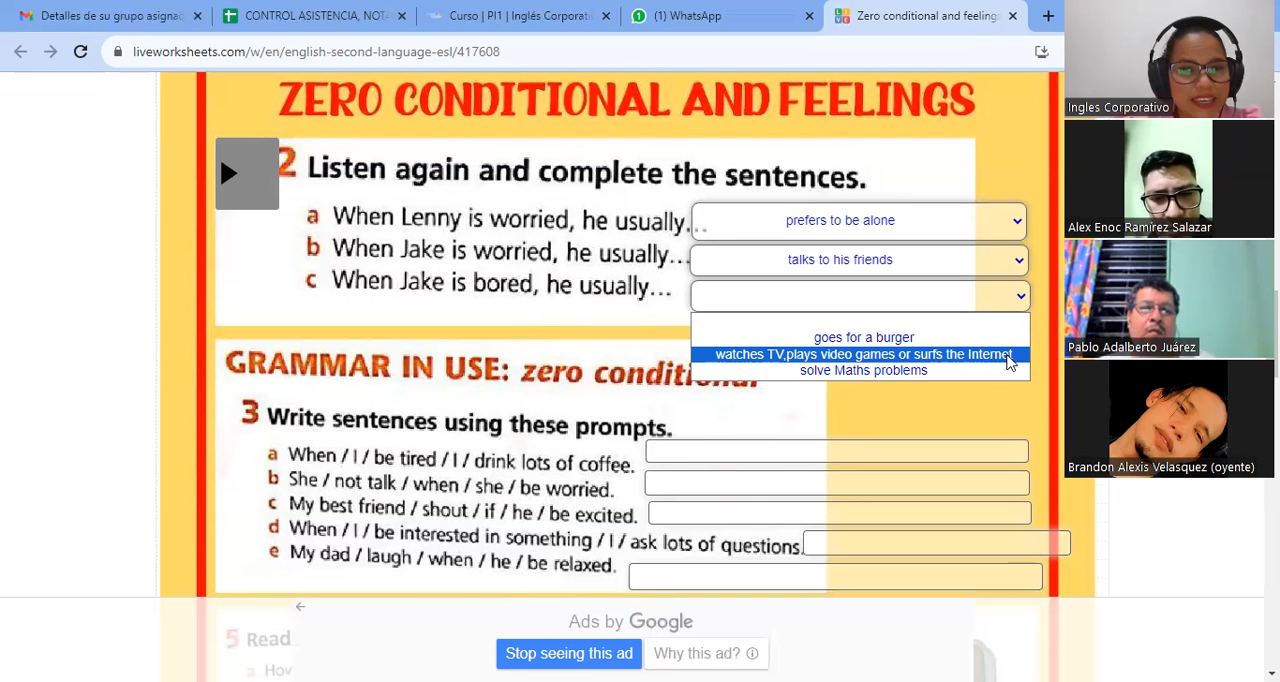 Detalles de su grupo asignac
CONTROL ASISTENCIA, NOTA
Curso | PI1 | Inglés Corporati
(1) WhatsApp
Zero conditional and feelings
liveworksheets.com/w/en/english-second-language-esl/417608
ZERO CONDITIONAL AND FEELINGS
2 Listen again and complete the sentences.
a When Lenny is worried, he usually...
prefers to be alone
b When Jake is worried, he usually...
talks to his friends
c When Jake is bored, he usually...
goes for a burger
watches TV,plays video games or surfs the Internet
solve Maths problems
GRAMMAR IN USE: zero conditional
3 Write sentences using these prompts.
a When / I / be tired / I / drink lots of coffee.
b She / not talk / when / she / be worried.
c My best friend / shout / if / he / be excited.
d When / I / be interested in something / I / ask lots of questions.
e My dad / laugh / when / he / be relaxed.
5 Read
a How
Ads by Google
Stop seeing this ad
Why this ad?
Ingles Corporativo
Alex Enoc Ramirez Salazar
Pablo Adalberto Juárez
Brandon Alexis Velasquez (oyente)